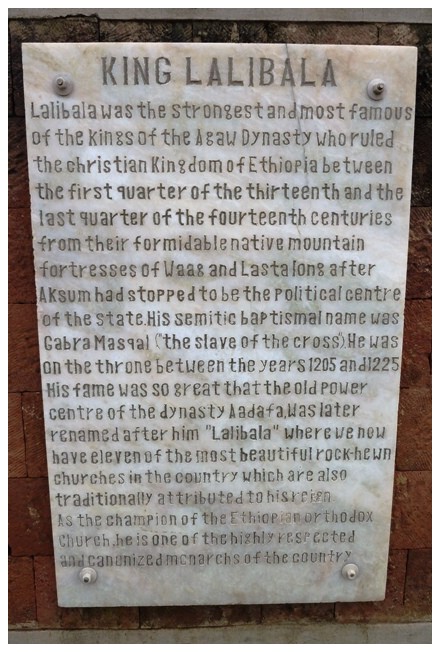 KING LALIBALA
Lalibala was the strongest and most famous
of the Kings of the Agaw Dynasty who ruled
the christian Kingdom of Ethiopia between
the first quarter of the thirteenth and the
last quarter of the fourteenth centuries
from their formidable native mountain
fortresses of Waag and Lasta long after
Aksum had stopped to be the political centre
of the state.His semitic baptismal name was
Gabra Masqal ("the slave of the cross").He was
on the throne between the years 1205 and 1225
His fame was so great that the old power
centre of the dynasty Aadafa,was later
renamed after him "Lalibala" where we now
have eleven of the most beautiful rock-hewn
churches in the country which are also
traditionally attributed to his reign
As the champion of the Ethiopian orthodox
Church,he is one of the highly respected
and canonized monarchs of the country